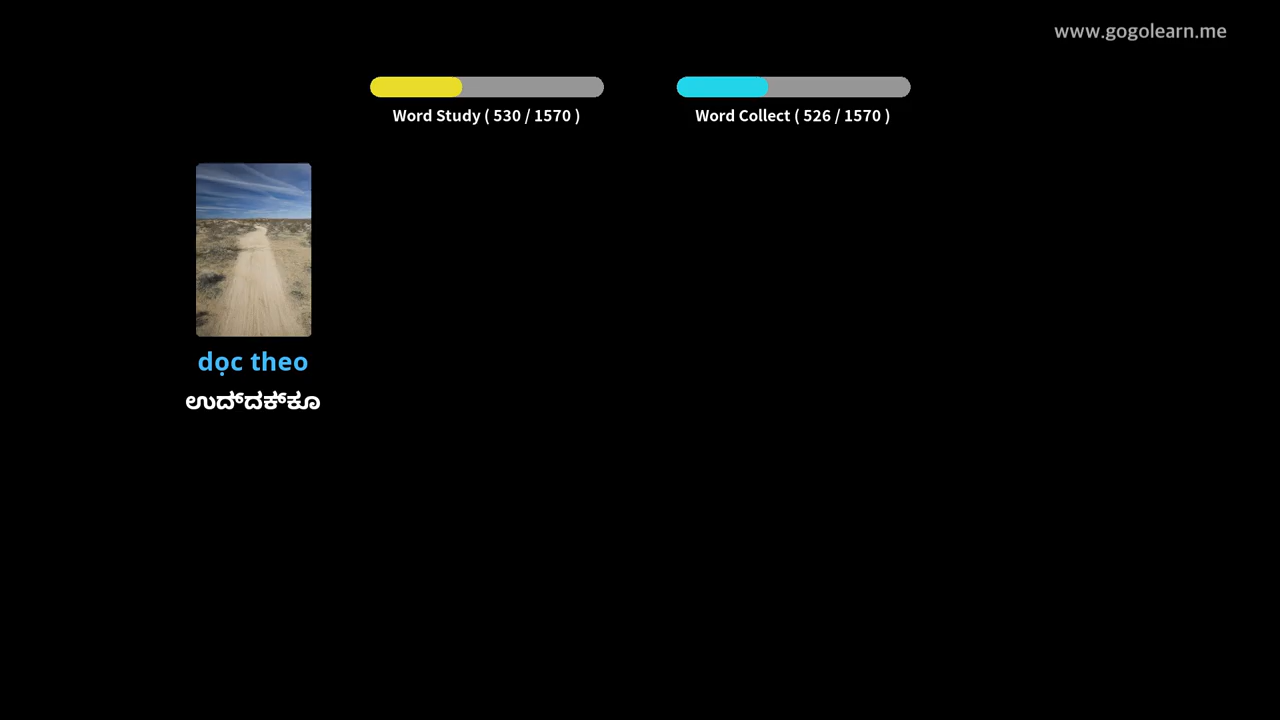 www.gogolearn.me
Word Study ( 530 / 1570 )
Word Collect ( 526 / 1570 )
dọc theo
ಉದ್‌ದಕ್‌ಕೂ